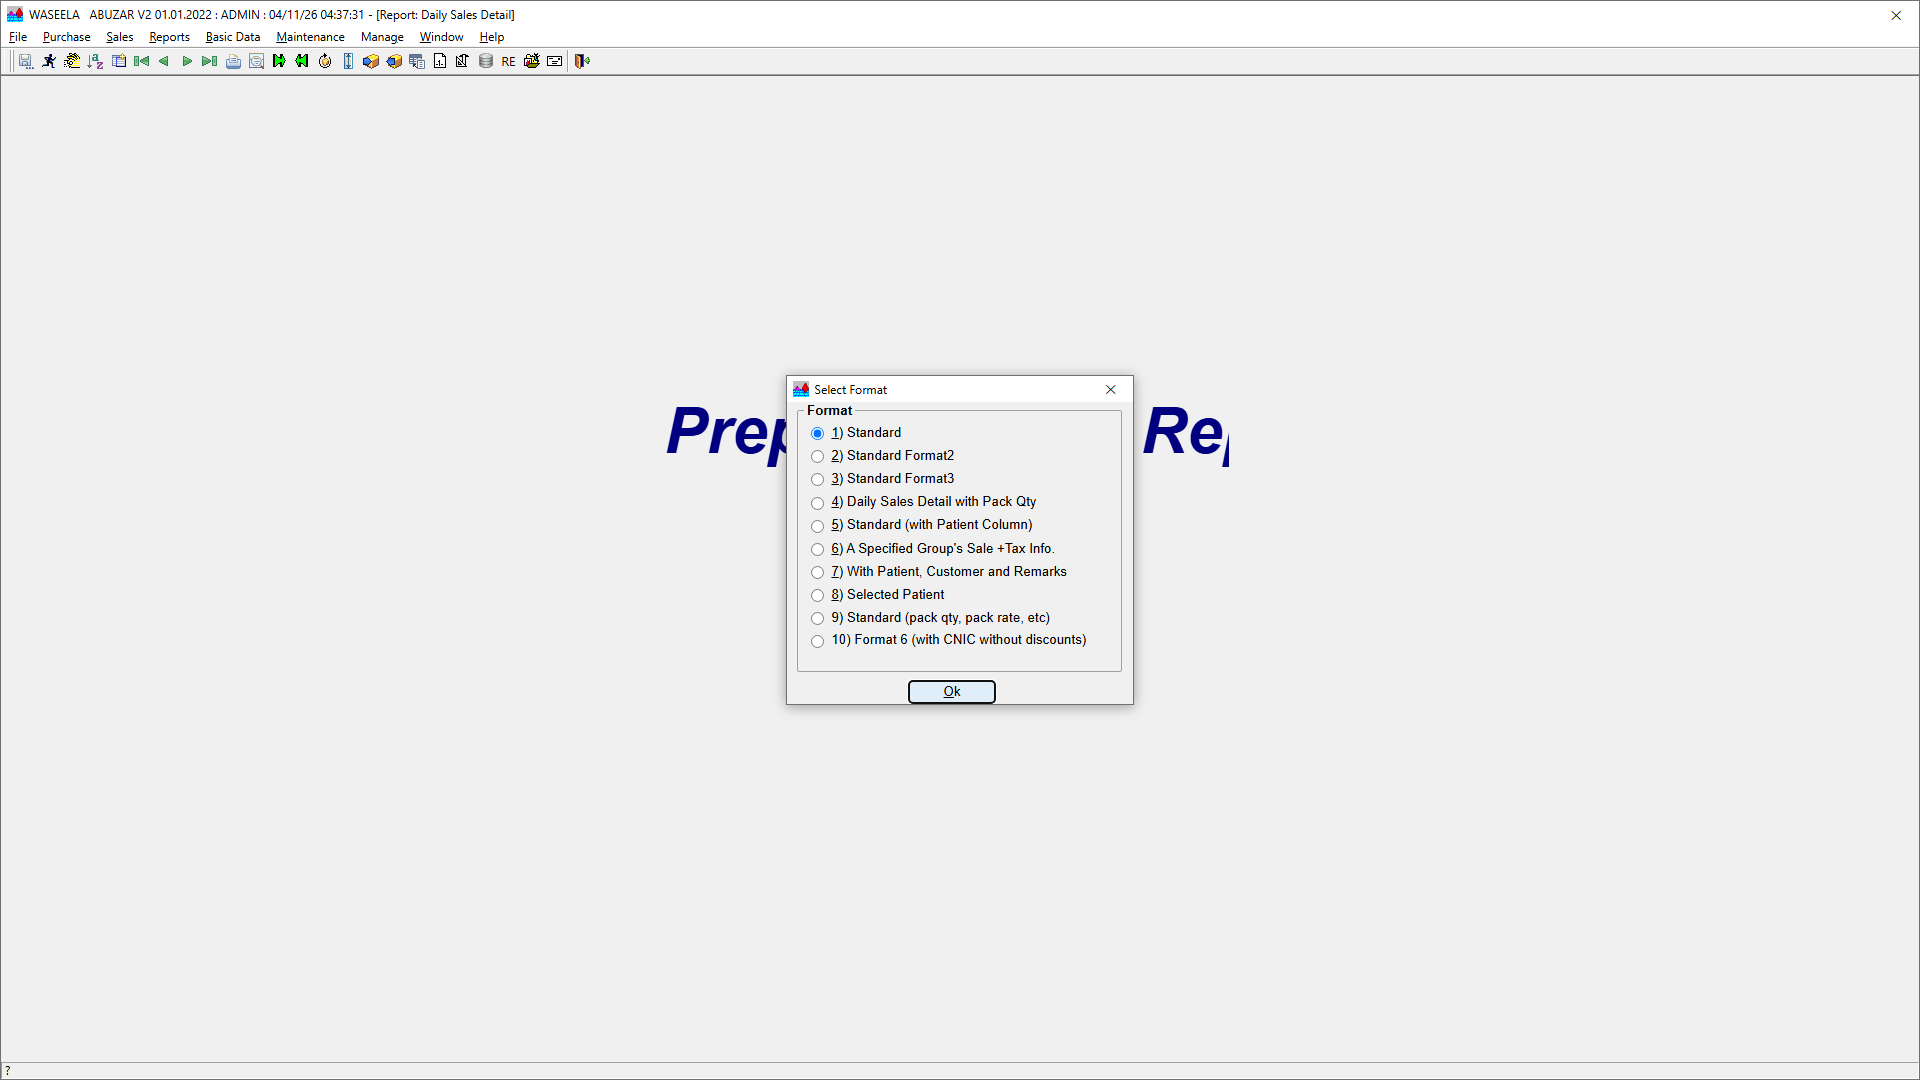 WASEELA   ABUZAR V2 01.01.2022 : ADMIN : 04/11/26 04:37:31 - [Report: Daily Sales Detail]
File Purchase Sales Reports Basic Data Maintenance Manage Window Help
RE
Select Format
Prep Rep
Format
1) Standard
2) Standard Format2
3) Standard Format3
4) Daily Sales Detail with Pack Qty
5) Standard (with Patient Column)
6) A Specified Group's Sale +Tax Info.
7) With Patient, Customer and Remarks
8) Selected Patient
9) Standard (pack qty, pack rate, etc)
10) Format 6 (with CNIC without discounts)
Ok
?